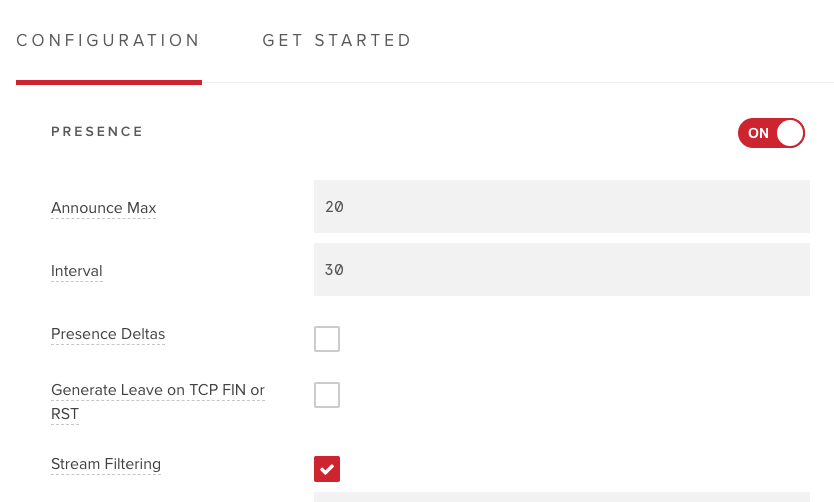 CONFIGURATION GET STARTED
PRESENCE ON
Announce Max 20
Interval 30
Presence Deltas
Generate Leave on TCP FIN or
RST
Stream Filtering